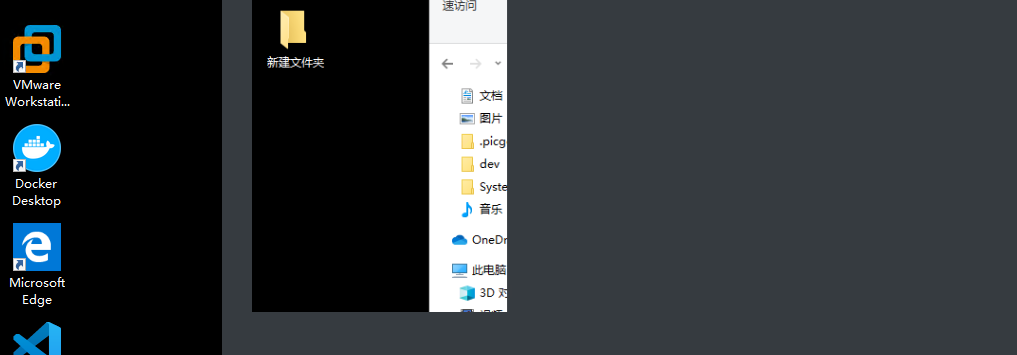 VMware
Workstati...
Docker
Desktop
Microsoft
Edge
新建文件夹
速访问
文档
图片
.picg
dev
Syste
音乐
OneDr
此电脑
3D 对